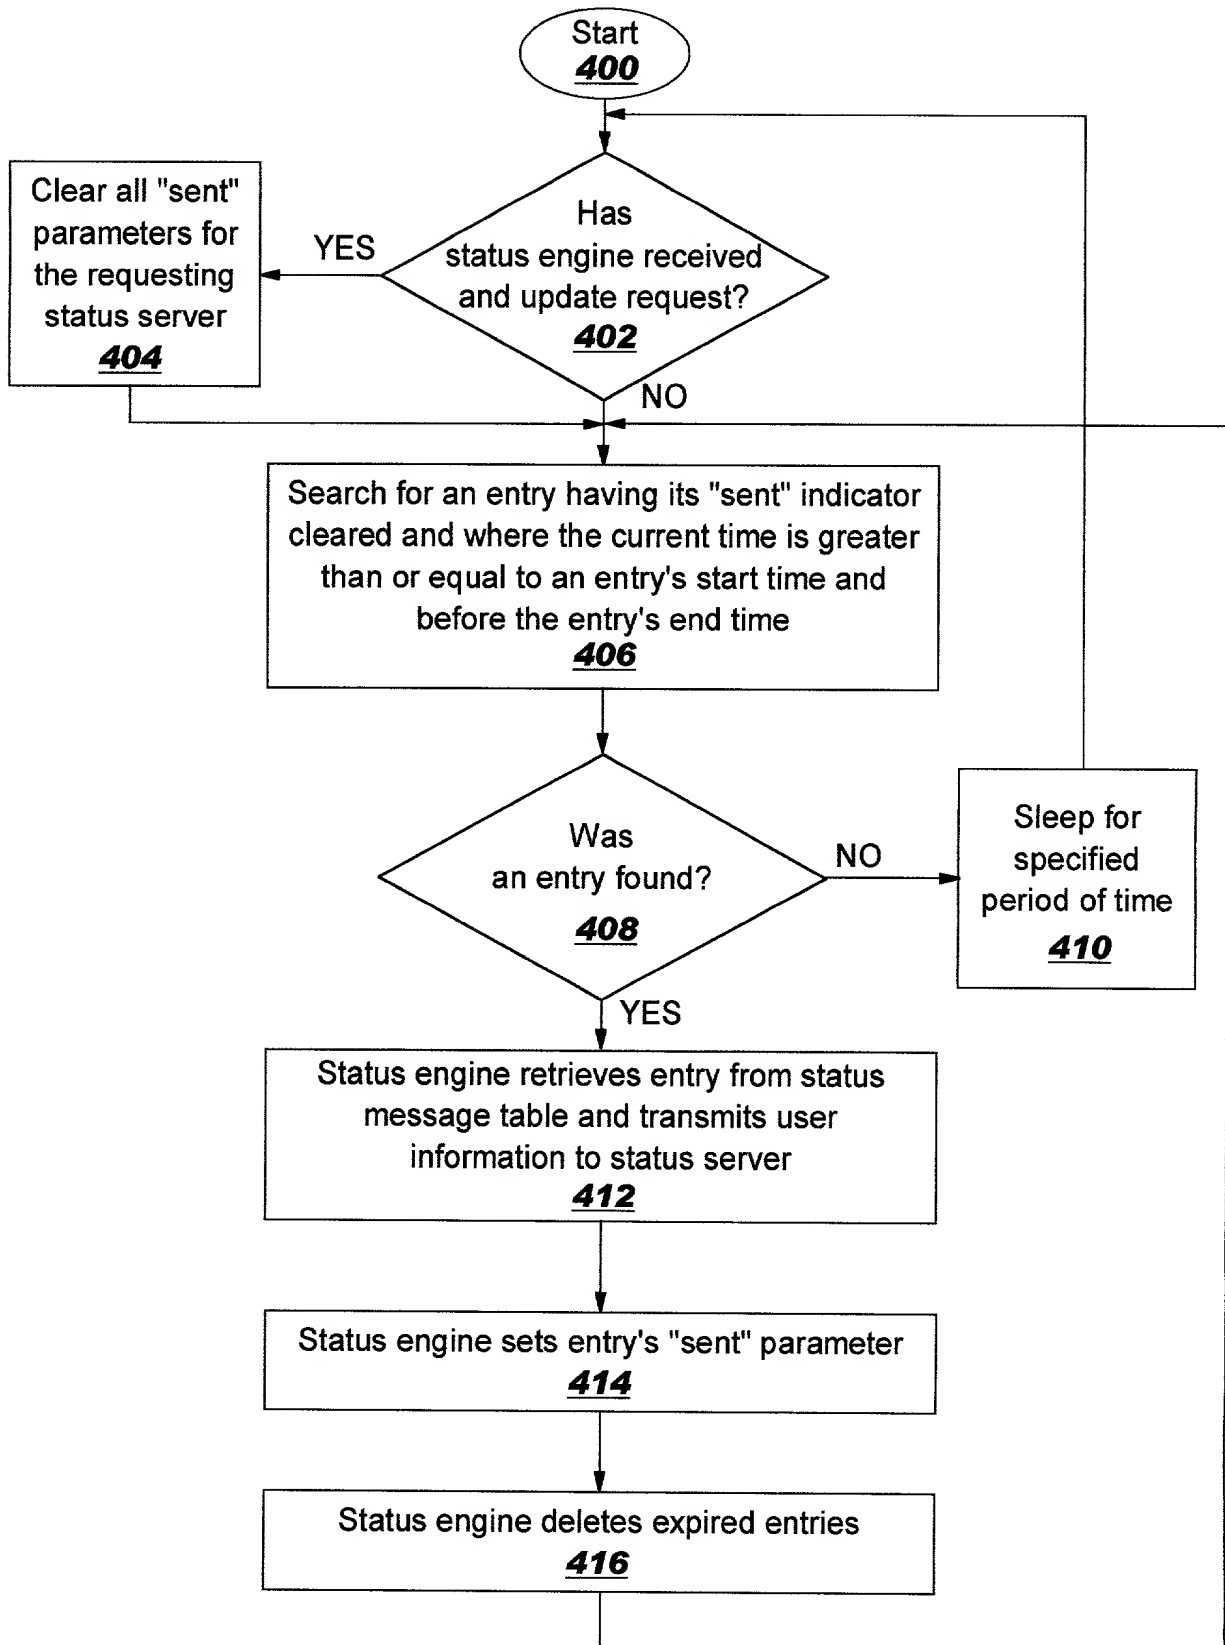 Start
400
Clear all "sent"
parameters for
the requesting
status server
404
YES
Has
status engine received
and update request?
402
NO
Search for an entry having its "sent" indicator
cleared and where the current time is greater
than or equal to an entry's start time and
before the entry's end time
406
Was
an entry found?
408
NO
Sleep for
specified
period of time
410
YES
Status engine retrieves entry from status
message table and transmits user
information to status server
412
Status engine sets entry's "sent" parameter
414
Status engine deletes expired entries
416